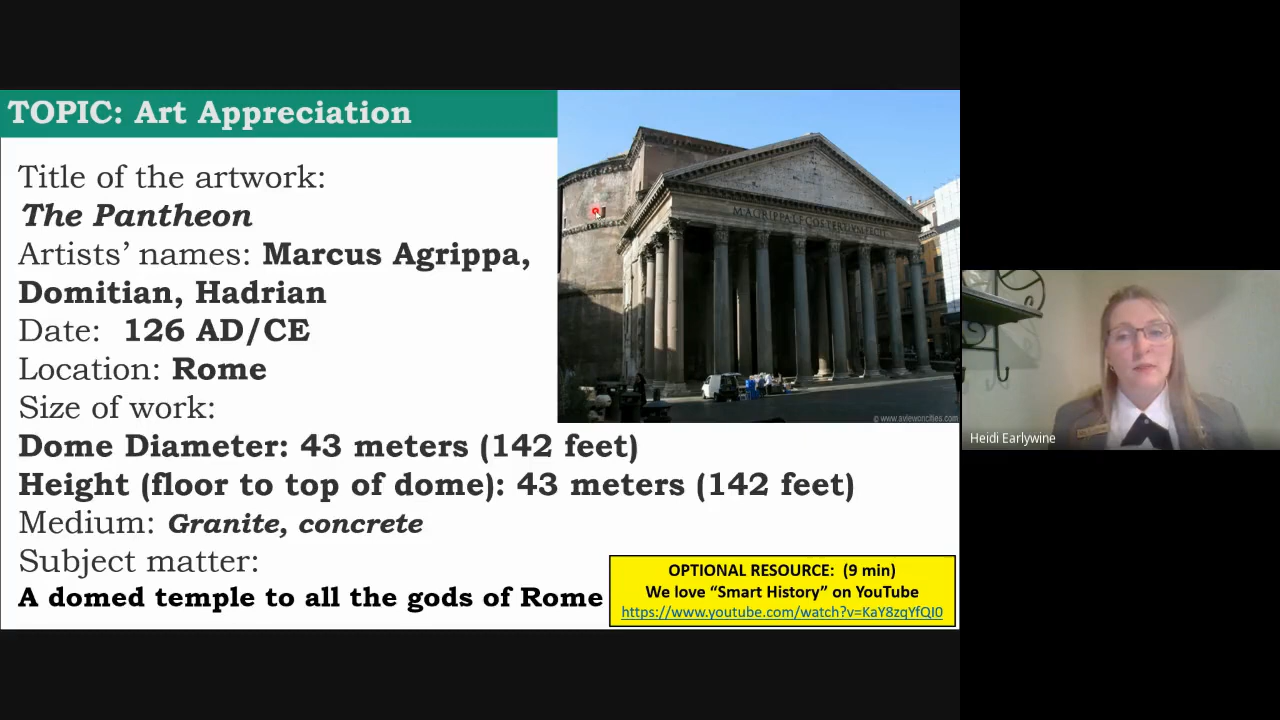 TOPIC: Art Appreciation
Title of the artwork:
The Pantheon
Artists’ names: Marcus Agrippa,
Domitian, Hadrian
Date: 126 AD/CE
Location: Rome
Size of work:
Dome Diameter: 43 meters (142 feet)
Height (floor to top of dome): 43 meters (142 feet)
Medium: Granite, concrete
Subject matter:
A domed temple to all the gods of Rome
© www.aviewoncities.com
OPTIONAL RESOURCE: (9 min)
We love “Smart History” on YouTube
https://www.youtube.com/watch?v=KaY8zqYfQI0
Heidi Earlywine